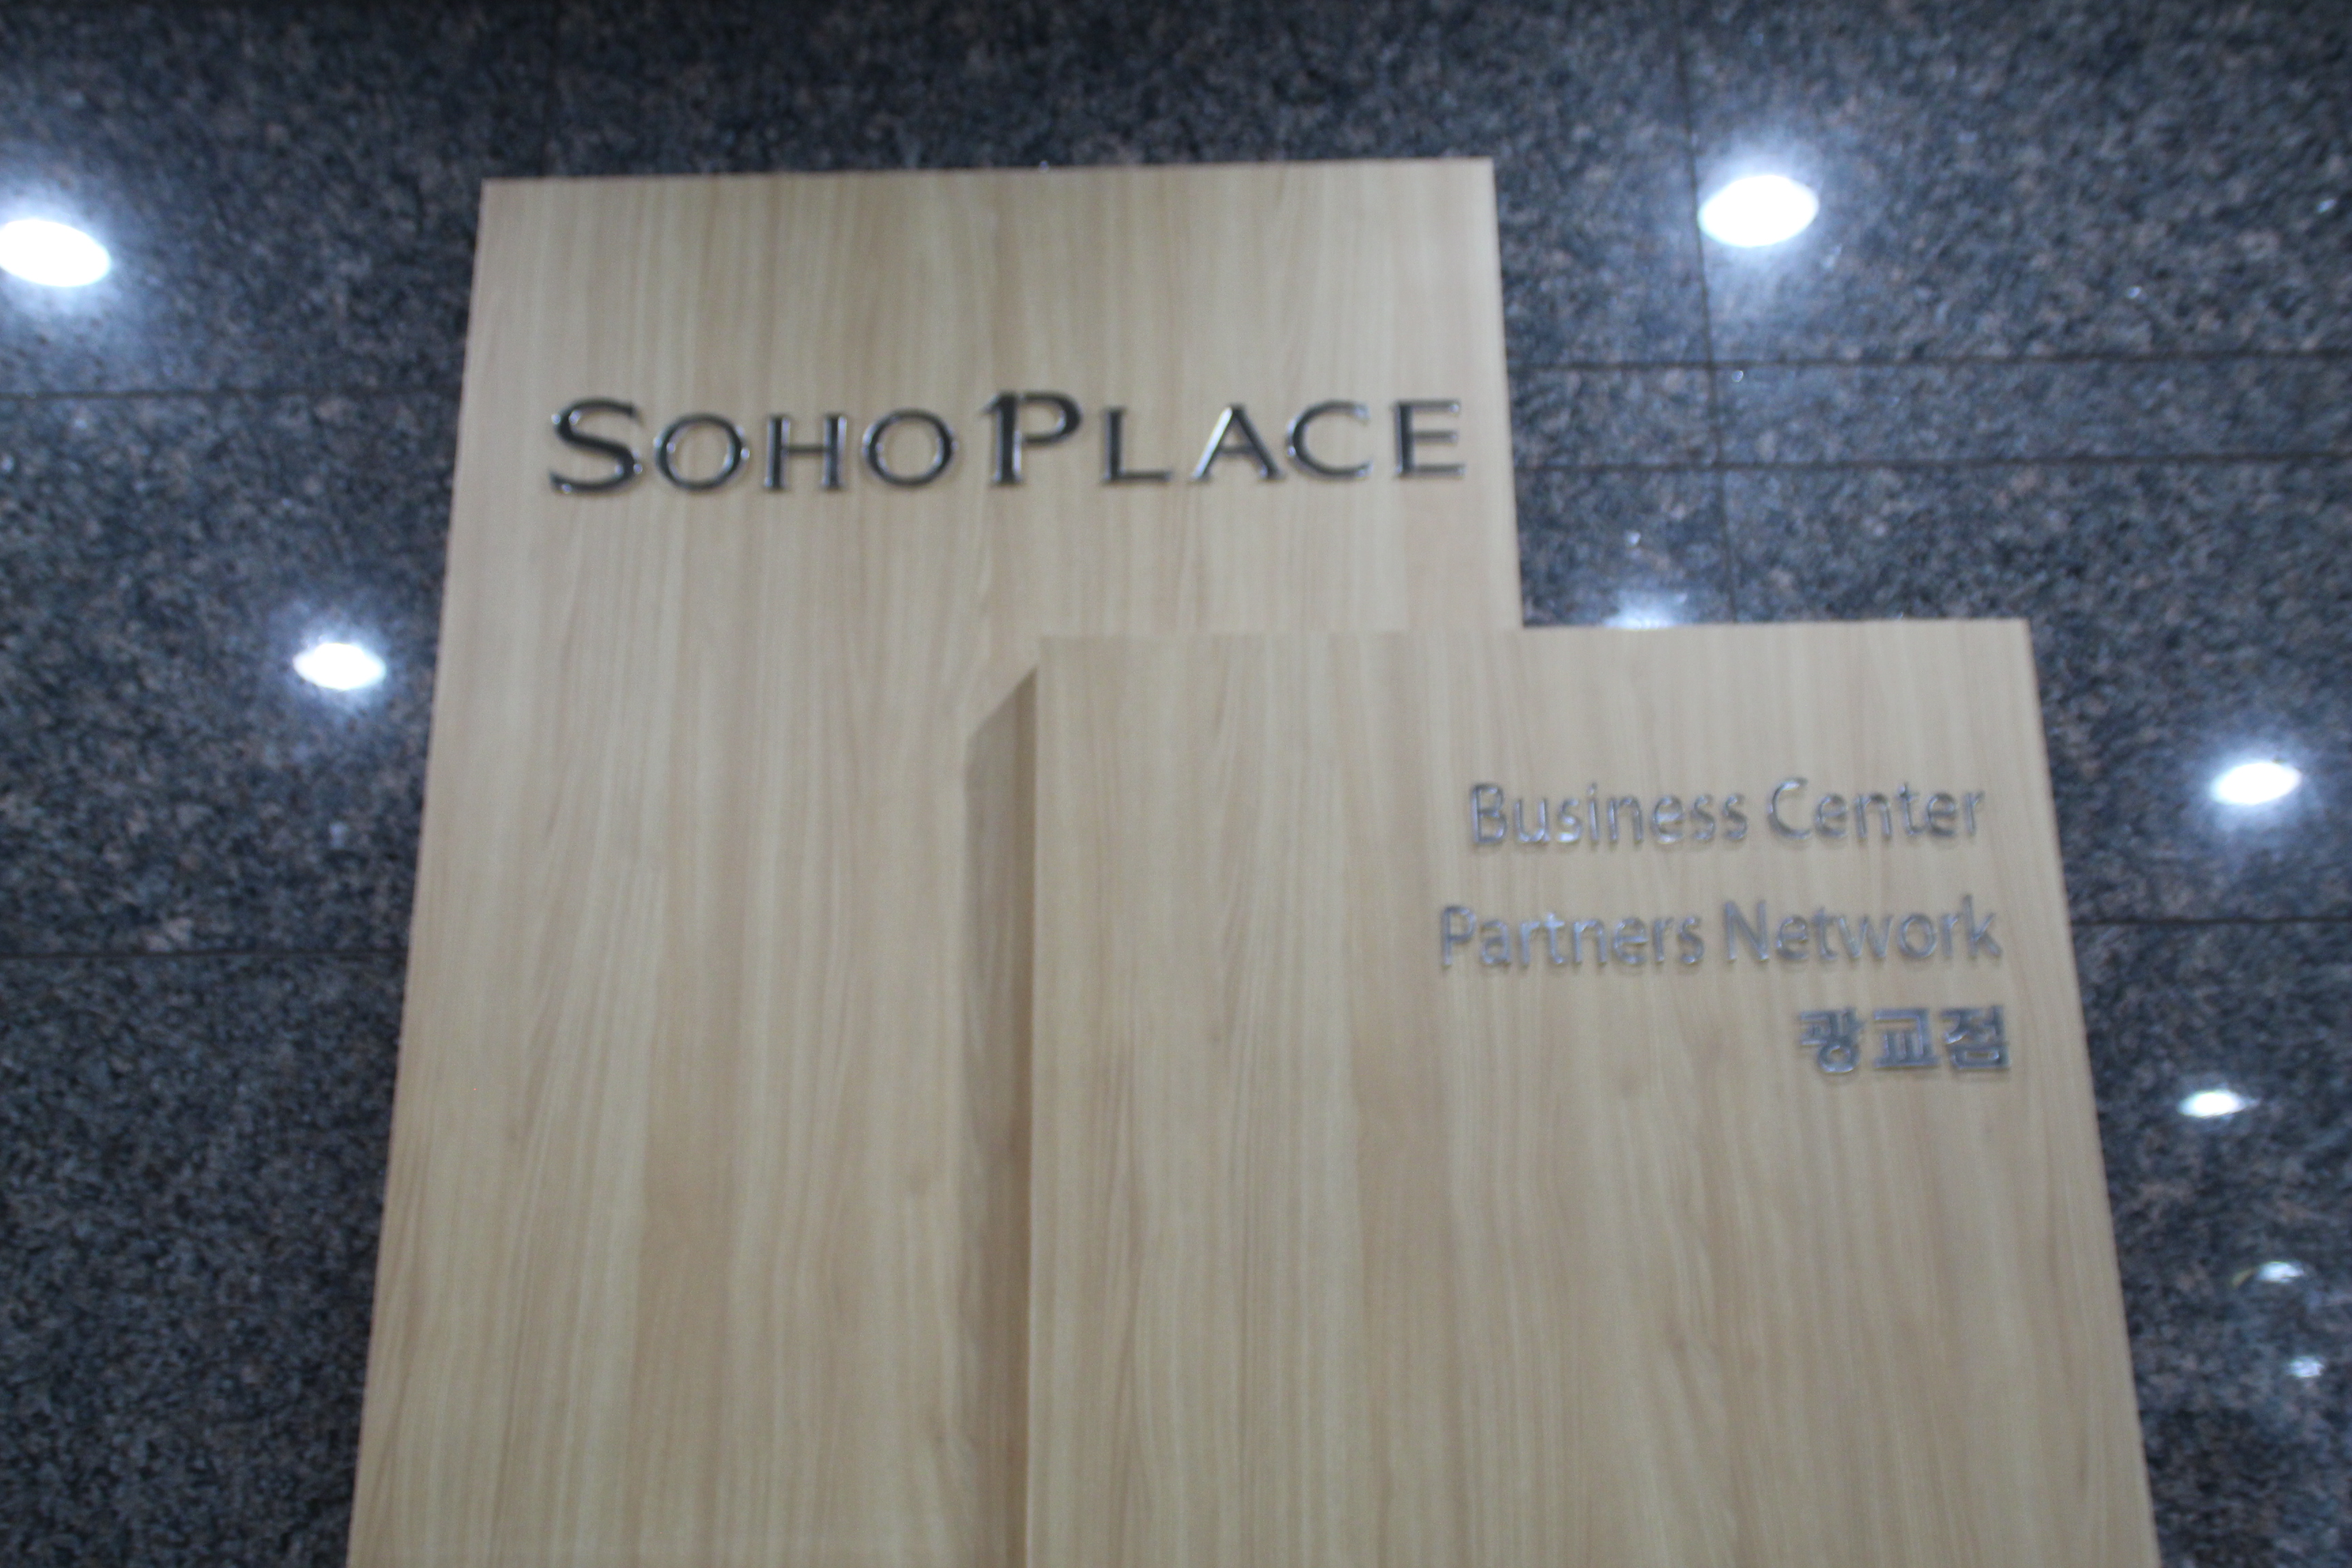 SOHO PLACE
Business Center
Partners Network
광교점